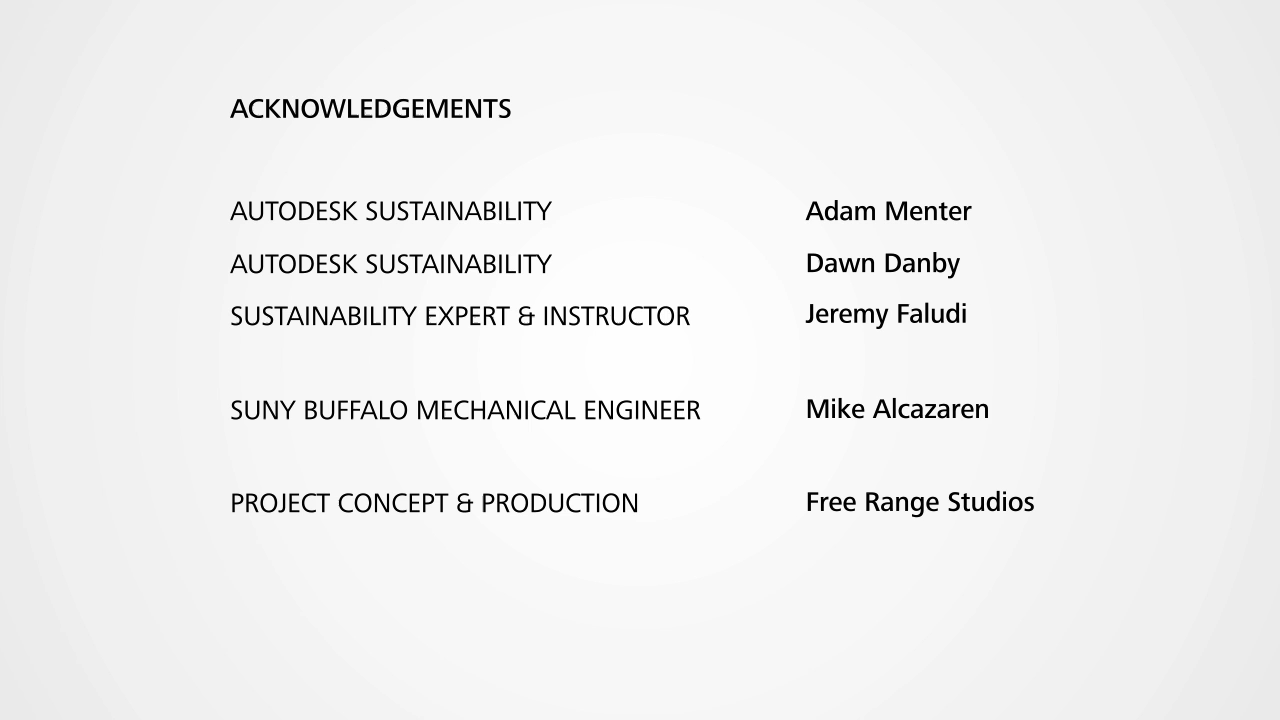 ACKNOWLEDGEMENTS
AUTODESK SUSTAINABILITY Adam Menter
AUTODESK SUSTAINABILITY Dawn Danby
SUSTAINABILITY EXPERT & INSTRUCTOR Jeremy Faludi
SUNY BUFFALO MECHANICAL ENGINEER Mike Alcazaren
PROJECT CONCEPT & PRODUCTION Free Range Studios